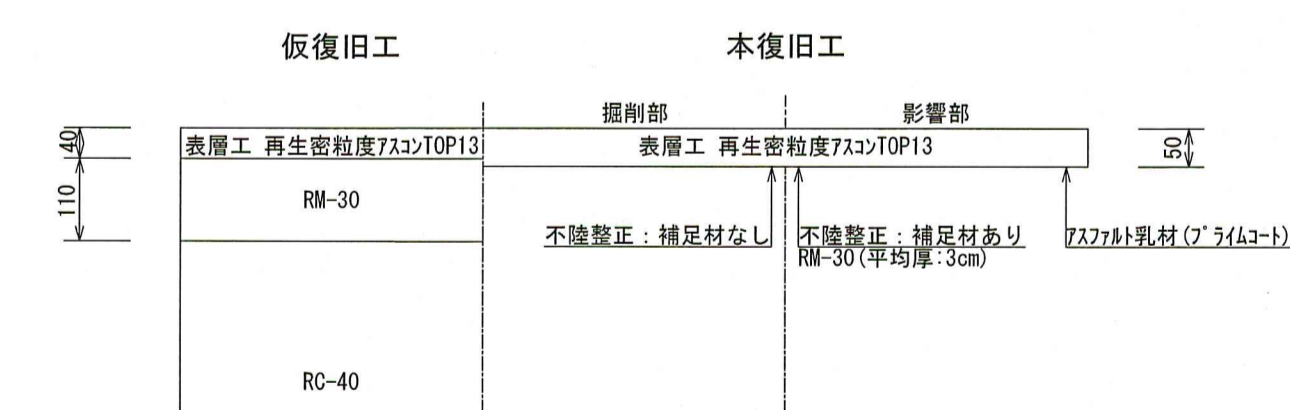 仮復旧工
本復旧工
掘削部
影響部
40
表層工 再生密粒度アスコンTOP13
表層工 再生密粒度アスコンTOP13
50
110
RM-30
不陸整正：補足材なし
不陸整正：補足材あり
RM-30(平均厚:3cm)
アスファルト乳材(プライムコート)
RC-40